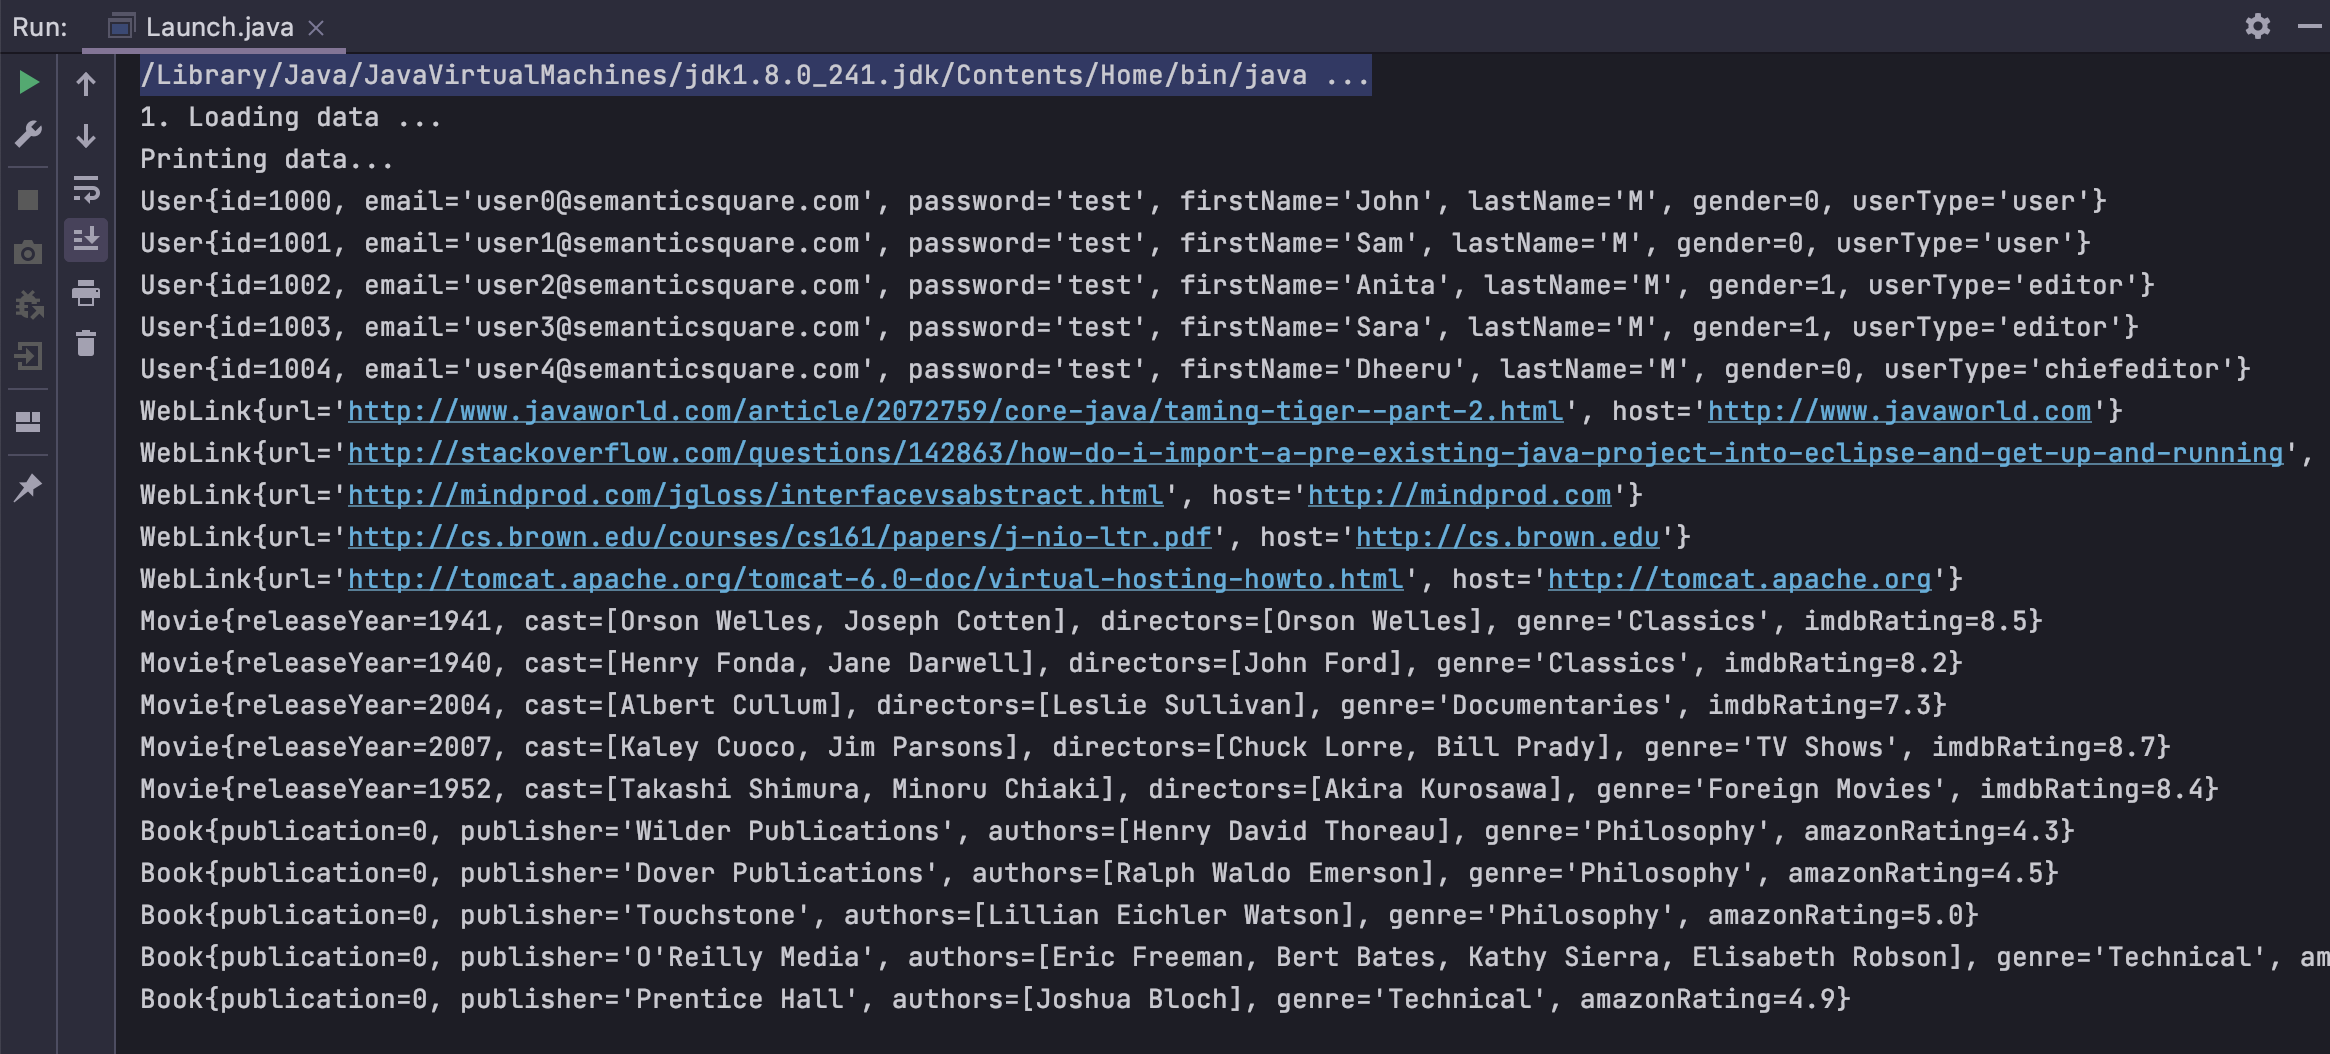 Run: Launch.java
/Library/Java/JavaVirtualMachines/jdk1.8.0_241.jdk/Contents/Home/bin/java ...
1. Loading data ...
Printing data...
User{id=1000, email='user0@semanticsquare.com', password='test', firstName='John', lastName='M', gender=0, userType='user'}
User{id=1001, email='user1@semanticsquare.com', password='test', firstName='Sam', lastName='M', gender=0, userType='user'}
User{id=1002, email='user2@semanticsquare.com', password='test', firstName='Anita', lastName='M', gender=1, userType='editor'}
User{id=1003, email='user3@semanticsquare.com', password='test', firstName='Sara', lastName='M', gender=1, userType='editor'}
User{id=1004, email='user4@semanticsquare.com', password='test', firstName='Dheeru', lastName='M', gender=0, userType='chiefeditor'}
WebLink{url='http://www.javaworld.com/article/2072759/core-java/taming-tiger--part-2.html', host='http://www.javaworld.com'}
WebLink{url='http://stackoverflow.com/questions/142863/how-do-i-import-a-pre-existing-java-project-into-eclipse-and-get-up-and-running',
WebLink{url='http://mindprod.com/jgloss/interfacevsabstract.html', host='http://mindprod.com'}
WebLink{url='http://cs.brown.edu/courses/cs161/papers/j-nio-ltr.pdf', host='http://cs.brown.edu'}
WebLink{url='http://tomcat.apache.org/tomcat-6.0-doc/virtual-hosting-howto.html', host='http://tomcat.apache.org'}
Movie{releaseYear=1941, cast=[Orson Welles, Joseph Cotten], directors=[Orson Welles], genre='Classics', imdbRating=8.5}
Movie{releaseYear=1940, cast=[Henry Fonda, Jane Darwell], directors=[John Ford], genre='Classics', imdbRating=8.2}
Movie{releaseYear=2004, cast=[Albert Cullum], directors=[Leslie Sullivan], genre='Documentaries', imdbRating=7.3}
Movie{releaseYear=2007, cast=[Kaley Cuoco, Jim Parsons], directors=[Chuck Lorre, Bill Prady], genre='TV Shows', imdbRating=8.7}
Movie{releaseYear=1952, cast=[Takashi Shimura, Minoru Chiaki], directors=[Akira Kurosawa], genre='Foreign Movies', imdbRating=8.4}
Book{publication=0, publisher='Wilder Publications', authors=[Henry David Thoreau], genre='Philosophy', amazonRating=4.3}
Book{publication=0, publisher='Dover Publications', authors=[Ralph Waldo Emerson], genre='Philosophy', amazonRating=4.5}
Book{publication=0, publisher='Touchstone', authors=[Lillian Eichler Watson], genre='Philosophy', amazonRating=5.0}
Book{publication=0, publisher='O'Reilly Media', authors=[Eric Freeman, Bert Bates, Kathy Sierra, Elisabeth Robson], genre='Technical', am
Book{publication=0, publisher='Prentice Hall', authors=[Joshua Bloch], genre='Technical', amazonRating=4.9}